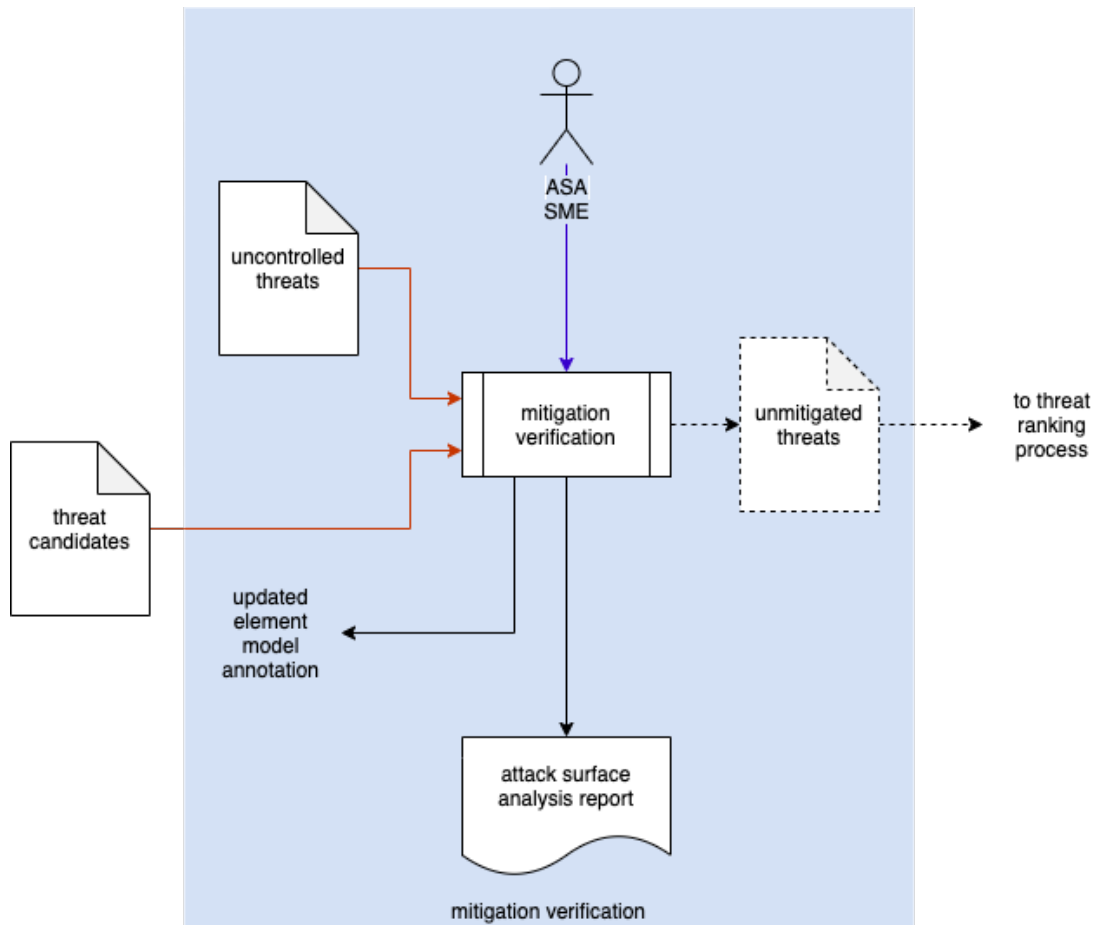 ASA
SME
uncontrolled
threats
mitigation
verification
unmitigated
threats
to threat
ranking
process
threat
candidates
updated
element
model
annotation
attack surface
analysis report
mitigation verification